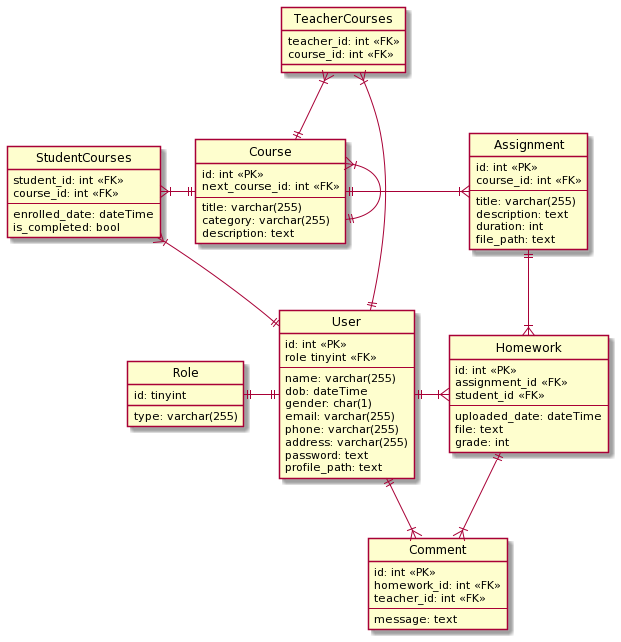 TeacherCourses
teacher_id: int «FK»
course_id: int «FK»
StudentCourses
student_id: int «FK»
course_id: int «FK»
enrolled_date: dateTime
is_completed: bool
Course
id: int «PK»
next_course_id: int «FK»
title: varchar(255)
category: varchar(255)
description: text
Assignment
id: int «PK»
course_id: int «FK»
title: varchar(255)
description: text
duration: int
file_path: text
Role
id: tinyint
type: varchar(255)
User
id: int «PK»
role tinyint «FK»
name: varchar(255)
dob: dateTime
gender: char(1)
email: varchar(255)
phone: varchar(255)
address: varchar(255)
password: text
profile_path: text
Homework
id: int «PK»
assignment_id «FK»
student_id «FK»
uploaded_date: dateTime
file: text
grade: int
Comment
id: int «PK»
homework_id: int «FK»
teacher_id: int «FK»
message: text